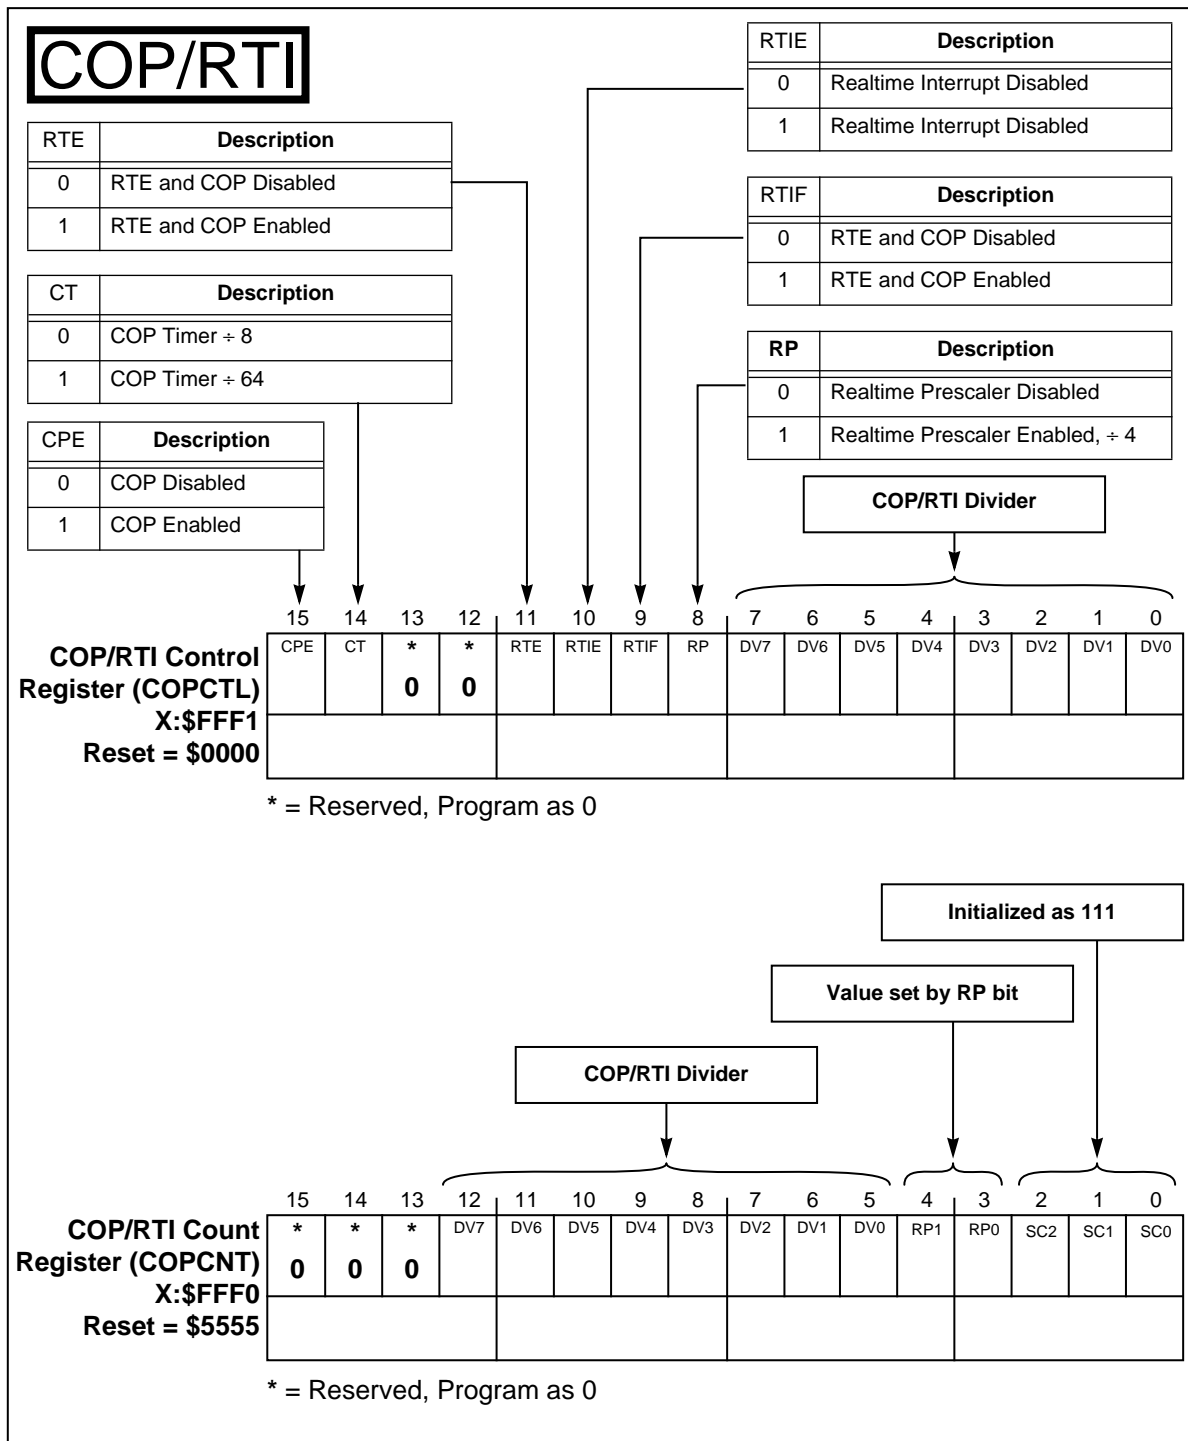 COP/RTI
RTE Description
0 RTE and COP Disabled
1 RTE and COP Enabled
CT Description
0 COP Timer ÷ 8
1 COP Timer ÷ 64
CPE Description
0 COP Disabled
1 COP Enabled
RTIE Description
0 Realtime Interrupt Disabled
1 Realtime Interrupt Disabled
RTIF Description
0 RTE and COP Disabled
1 RTE and COP Enabled
RP Description
0 Realtime Prescaler Disabled
1 Realtime Prescaler Enabled, ÷ 4
COP/RTI Divider
15 14 13 12 11 10 9 8 7 6 5 4 3 2 1 0
CPE CT * * RTE RTIE RTIF RP DV7 DV6 DV5 DV4 DV3 DV2 DV1 DV0
0 0
COP/RTI Control
Register (COPCTL)
X:$FFF1
Reset = $0000
* = Reserved, Program as 0
Initialized as 111
Value set by RP bit
COP/RTI Divider
15 14 13 12 11 10 9 8 7 6 5 4 3 2 1 0
* * * DV7 DV6 DV5 DV4 DV3 DV2 DV1 DV0 RP1 RP0 SC2 SC1 SC0
0 0 0
COP/RTI Count
Register (COPCNT)
X:$FFF0
Reset = $5555
* = Reserved, Program as 0